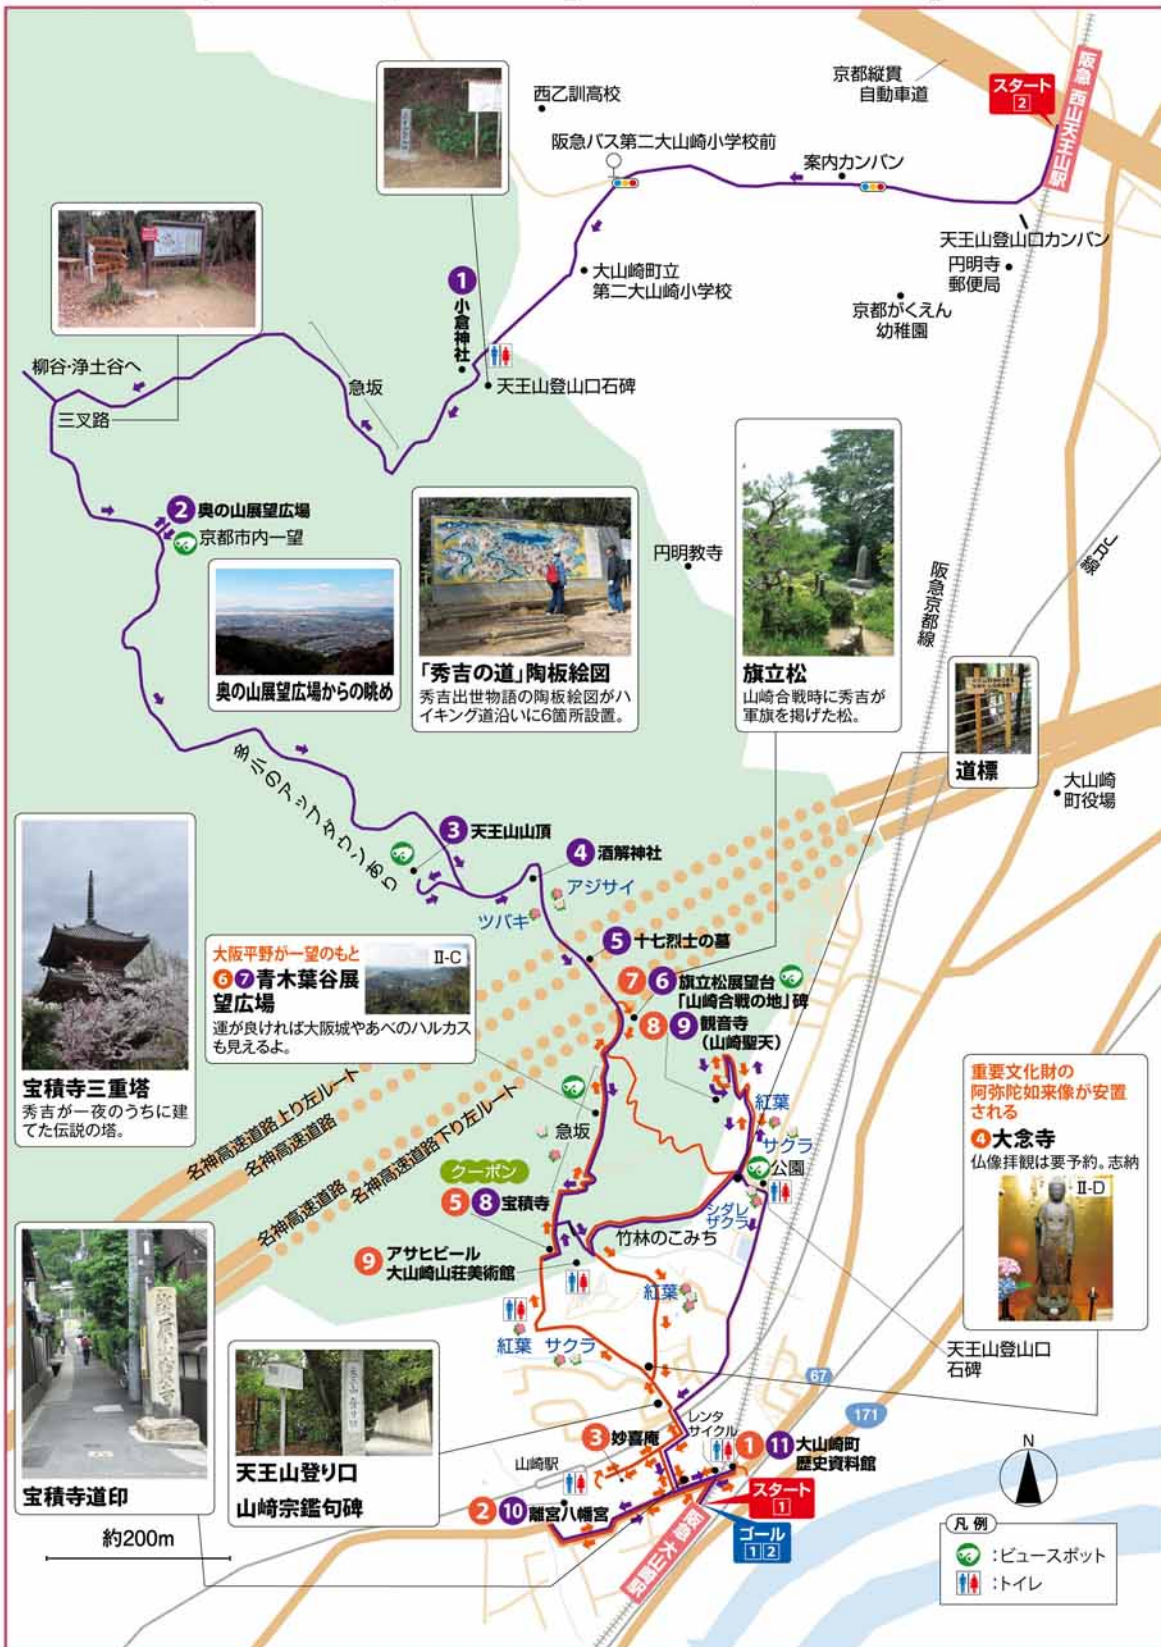 京都縦貫
自動車道
スタート
2
阪急 西山天王山駅
西乙訓高校
阪急バス第二大山崎小学校前
案内カンバン
天王山登山口カンバン
円明寺
郵便局
京都がくえん
幼稚園
大山崎町立
第二大山崎小学校
1
小倉神社
天王山登山口石碑
急坂
柳谷・浄土谷へ
三叉路
2 奥の山展望広場
京都市内一望
奥の山展望広場からの眺め
「秀吉の道」陶板絵図
秀吉出世物語の陶板絵図がハ
イキング道沿いに6箇所設置。
円明教寺
旗立松
山崎合戦時に秀吉が
軍旗を掲げた松。
阪急京都線
JR線
道標
大山崎
町役場
多少のアップダウンあり
3 天王山山頂
4 酒解神社
アジサイ
ツバキ
5 十七烈士の墓
7 6 旗立松展望台
「山崎合戦の地」碑
8 9 観音寺
(山崎聖天)
宝積寺三重塔
秀吉が一夜のうちに建
てた伝説の塔。
大阪平野が一望のもと
6 7 青木葉谷展
望広場
II-C
運が良ければ大阪城やあべのハルカス
も見えるよ。
名神高速道路上り左ルート
名神高速道路
名神高速道路下り左ルート
名神高速道路
急坂
クーポン
5 8 宝積寺
紅葉
サクラ
公園
シダレ
ザクラ
竹林のこみち
9 アサヒビール
大山崎山荘美術館
紅葉
紅葉 サクラ
重要文化財の
阿弥陀如来像が安置
される
4 大念寺
仏像拝観は要予約。志納
II-D
天王山登山口
石碑
67
171
宝積寺道印
天王山登り口
山﨑宗鑑句碑
3 妙喜庵
山崎駅
レンタ
サイクル
1 11 大山崎町
歴史資料館
2 10 離宮八幡宮
スタート
1
ゴール
1 2
阪急 大山崎駅
約200m
N
凡例
:ビュースポット
:トイレ